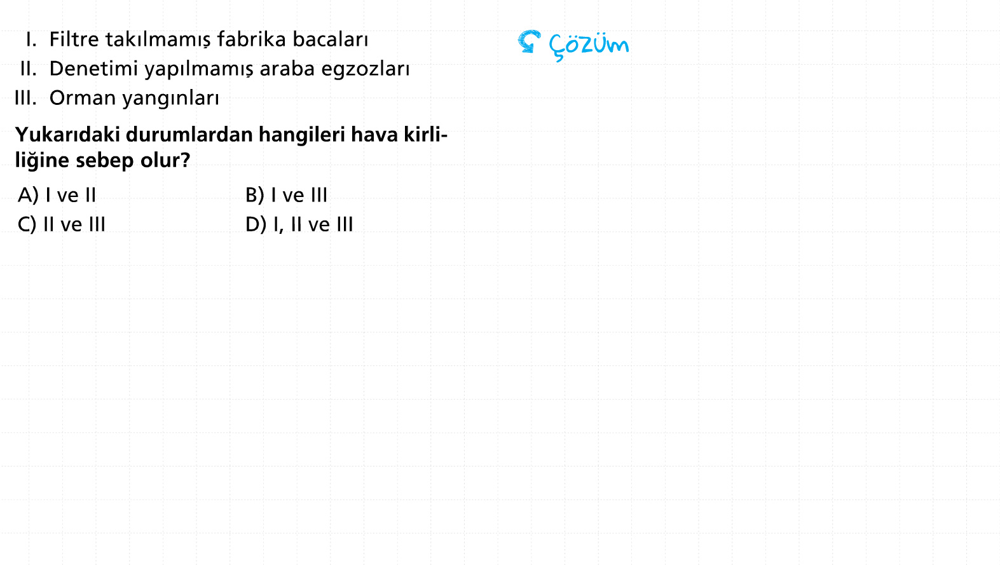 I. Filtre takılmamış fabrika bacaları
II. Denetimi yapılmamış araba egzozları
III. Orman yangınları
Yukarıdaki durumlardan hangileri hava kirli-
liğine sebep olur?
A) I ve II B) I ve III
C) II ve III D) I, II ve III
Çözüm